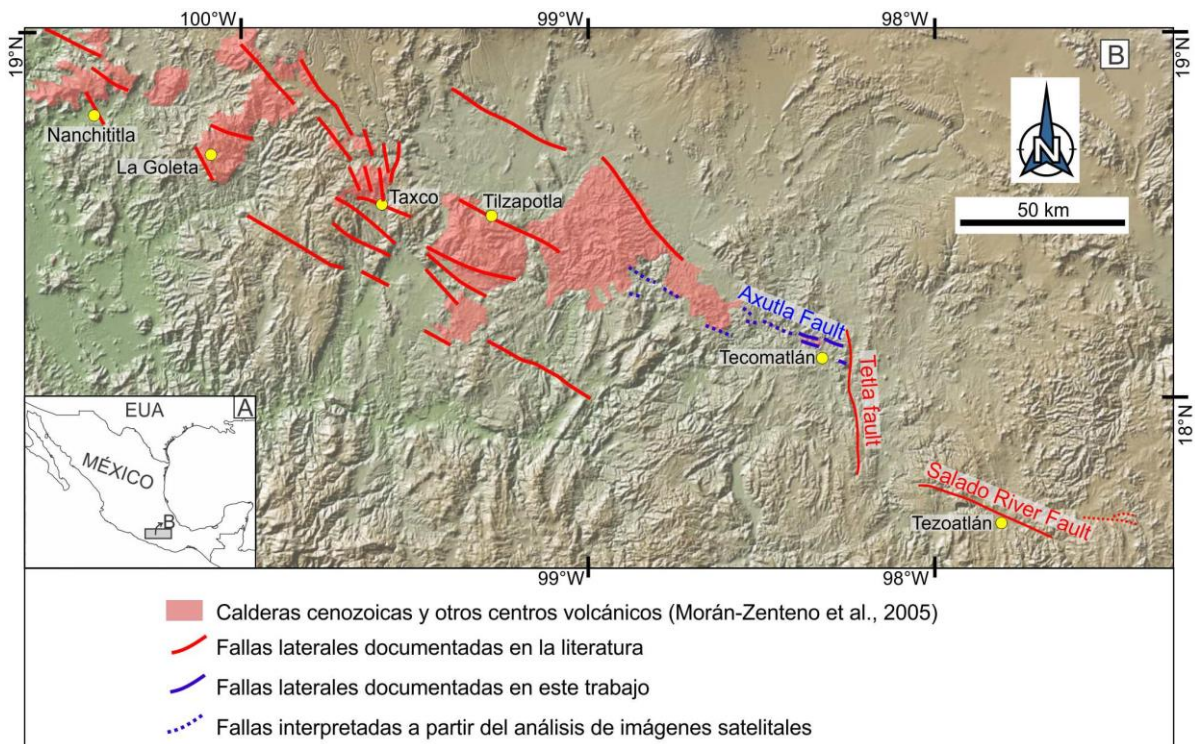 100°W
99°W
98°W
19°N
19°N
B
N
50 km
Nanchititla
La Goleta
Taxco
Tilzapotla
Axutla Fault
Tecomatlán
Tetla fault
18°N
18°N
Salado River Fault
Tezoatlán
A
EUA
MÉXICO
B
99°W
98°W
Calderas cenozoicas y otros centros volcánicos (Morán-Zenteno et al., 2005)
Fallas laterales documentadas en la literatura
Fallas laterales documentadas en este trabajo
Fallas interpretadas a partir del análisis de imágenes satelitales